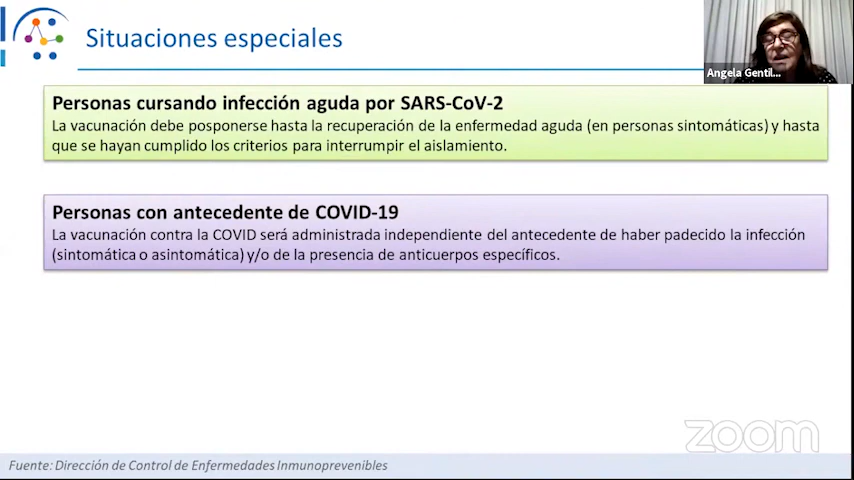 Situaciones especiales
Angela Gentil...
Personas cursando infección aguda por SARS-CoV-2
La vacunación debe posponerse hasta la recuperación de la enfermedad aguda (en personas sintomáticas) y hasta
que se hayan cumplido los criterios para interrumpir el aislamiento.
Personas con antecedente de COVID-19
La vacunación contra la COVID será administrada independiente del antecedente de haber padecido la infección
(sintomática o asintomática) y/o de la presencia de anticuerpos específicos.
zoom
Fuente: Dirección de Control de Enfermedades Inmunoprevenibles